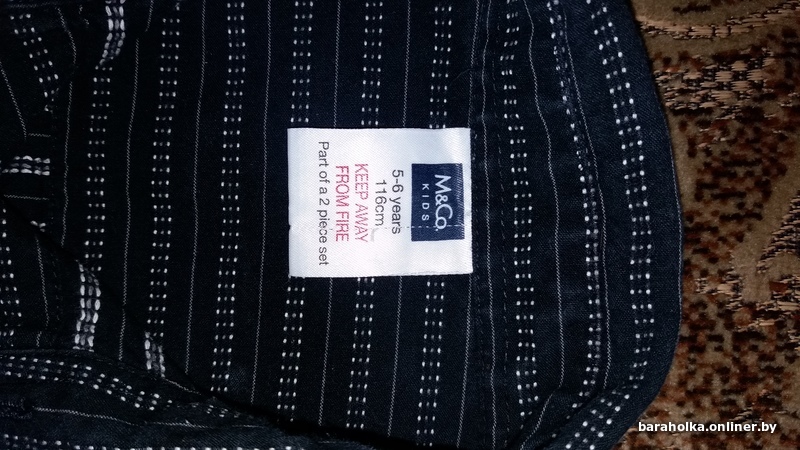 M&Co.
KIDS
5-6 years
116cm
KEEP AWAY
FROM FIRE
Part of a 2 piece set
baraholka.onliner.by